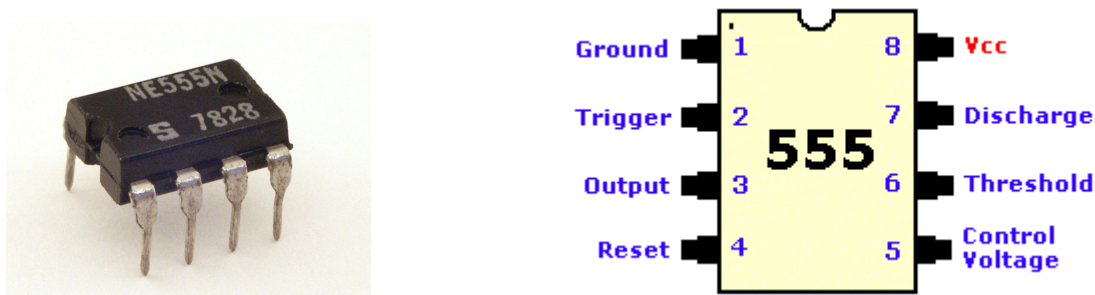 NE555N
S 7828
Ground
1
8
Vcc
Trigger
2
7
Discharge
555
Output
3
6
Threshold
Reset
4
5
Control
Voltage